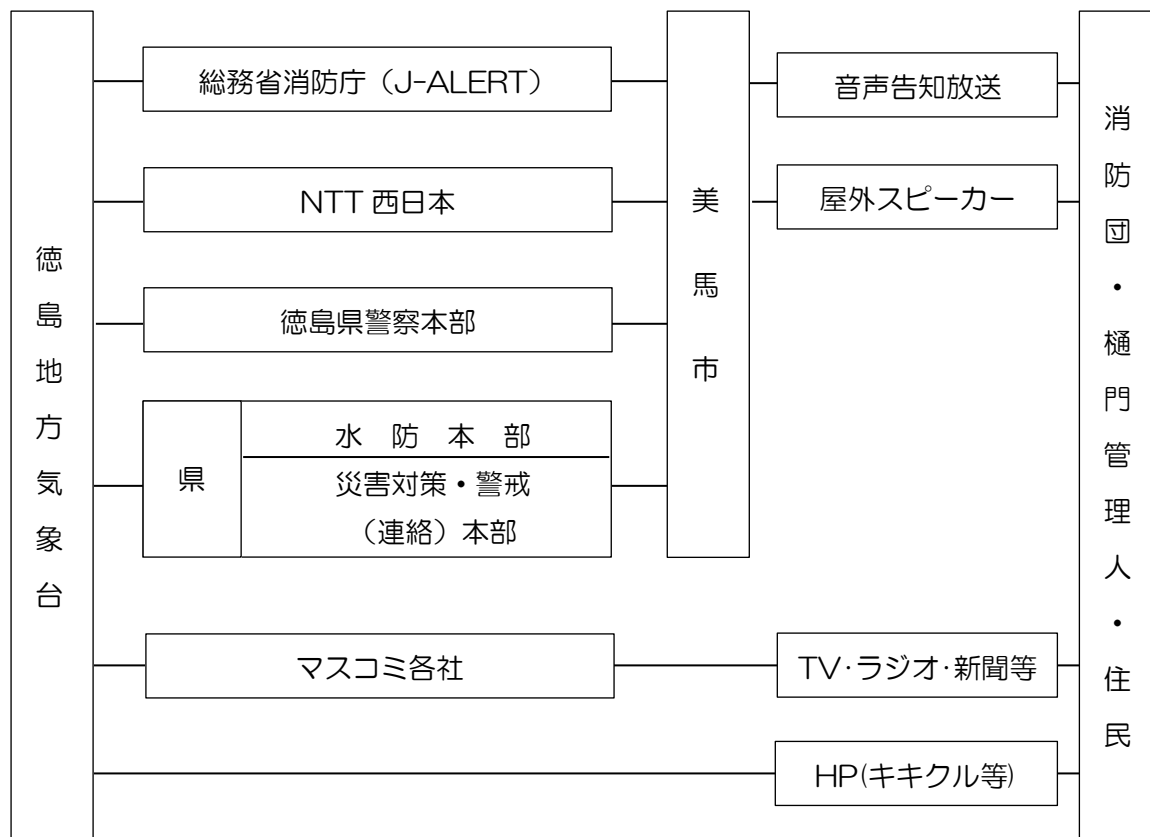 徳島地方気象台
総務省消防庁（J-ALERT）
NTT 西日本
徳島県警察本部
県
水 防 本 部
災害対策・警戒
（連絡）本部
マスコミ各社
美馬市
音声告知放送
屋外スピーカー
TV・ラジオ・新聞等
HP(キキクル等)
消防団・樋門管理人・住民